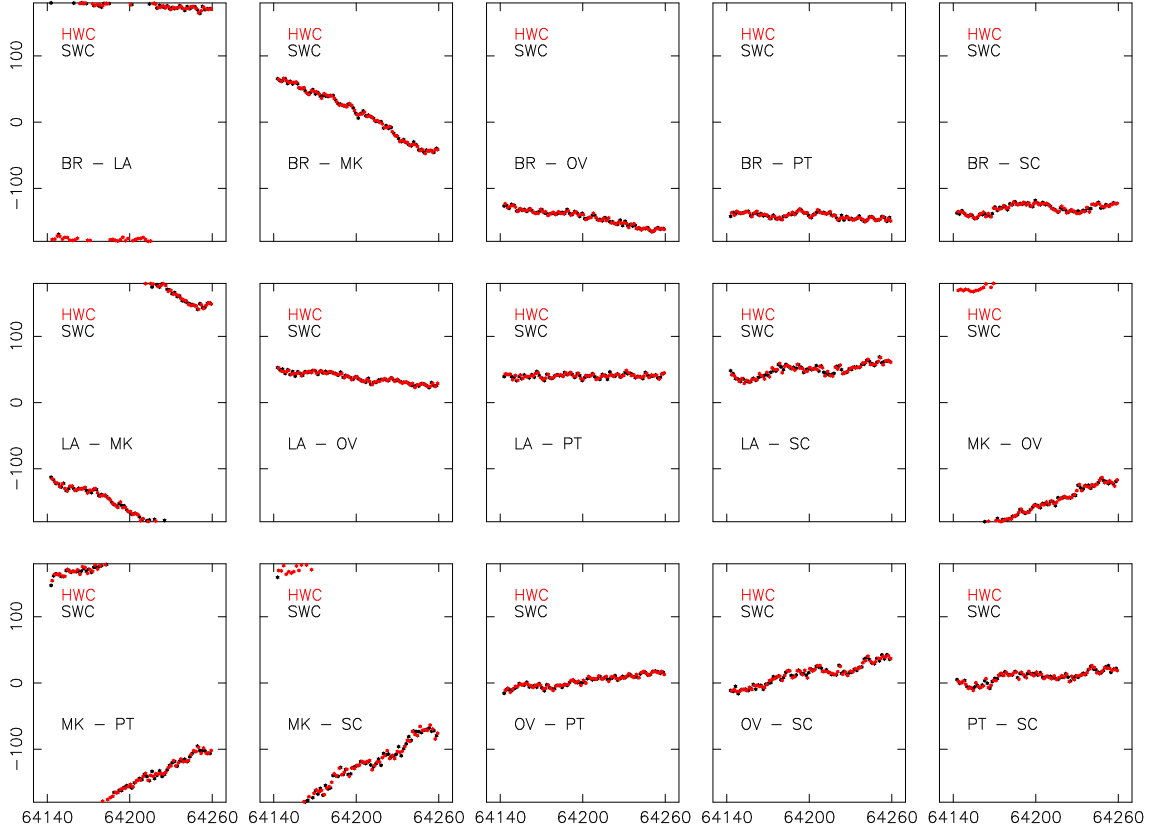 HWC HWC HWC HWC HWC
SWC SWC SWC SWC SWC
100
0
BR − LA BR − MK BR − OV BR − PT BR − SC
−100
HWC HWC HWC HWC HWC
SWC SWC SWC SWC SWC
100
0
LA − MK LA − OV LA − PT LA − SC MK − OV
−100
HWC HWC HWC HWC HWC
SWC SWC SWC SWC SWC
100
0
MK − PT MK − SC OV − PT OV − SC PT − SC
−100
64140 64200 64260 64140 64200 64260 64140 64200 64260 64140 64200 64260 64140 64200 64260